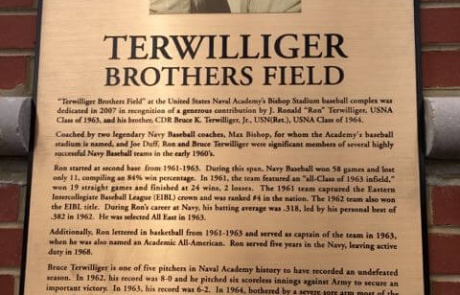 TERWILLIGER
BROTHERS FIELD
"Terwilliger Brothers Field" at the United States Naval Academy's Bishop Stadium baseball complex was
dedicated in 2007 in recognition of a generous contribution by J. Ronald "Ron" Terwilliger, USNA
Class of 1963, and his brother, CDR Bruce K. Terwilliger, Jr., USN(Ret.), USNA Class of 1964.
Coached by two legendary Navy Baseball coaches, Max Bishop, for whom the Academy's baseball
stadium is named, and Joe Duff, Ron and Bruce Terwilliger were significant members of several highly
successful Navy Baseball teams in the early 1960's.
Ron started at second base from 1961-1963. During this span, Navy Baseball won 58 games and lost
only 11, compiling an 84% win percentage. In 1961, the team featured an "all-Class of 1963 infield,"
won 19 straight games and finished at 24 wins, 2 losses. The 1961 team captured the Eastern
Intercollegiate Baseball League (EIBL) crown and was ranked #4 in the nation. The 1962 team also won
the EIBL title. During Ron's career at Navy, his batting average was .318, led by his personal best of
.382 in 1962. He was selected All East in 1963.
Additionally, Ron lettered in basketball from 1961-1963 and served as captain of the team in 1963,
when he was also named an Academic All-American. Ron served five years in the Navy, leaving active
duty in 1968.
Bruce Terwilliger is one of five pitchers in Naval Academy history to have recorded an undefeated
season. In 1962, his record was 8-0 and he pitched six scoreless innings against Army to secure an
important victory. In 1963, his record was 6-2. In 1964, bothered by a severe sore arm most of the